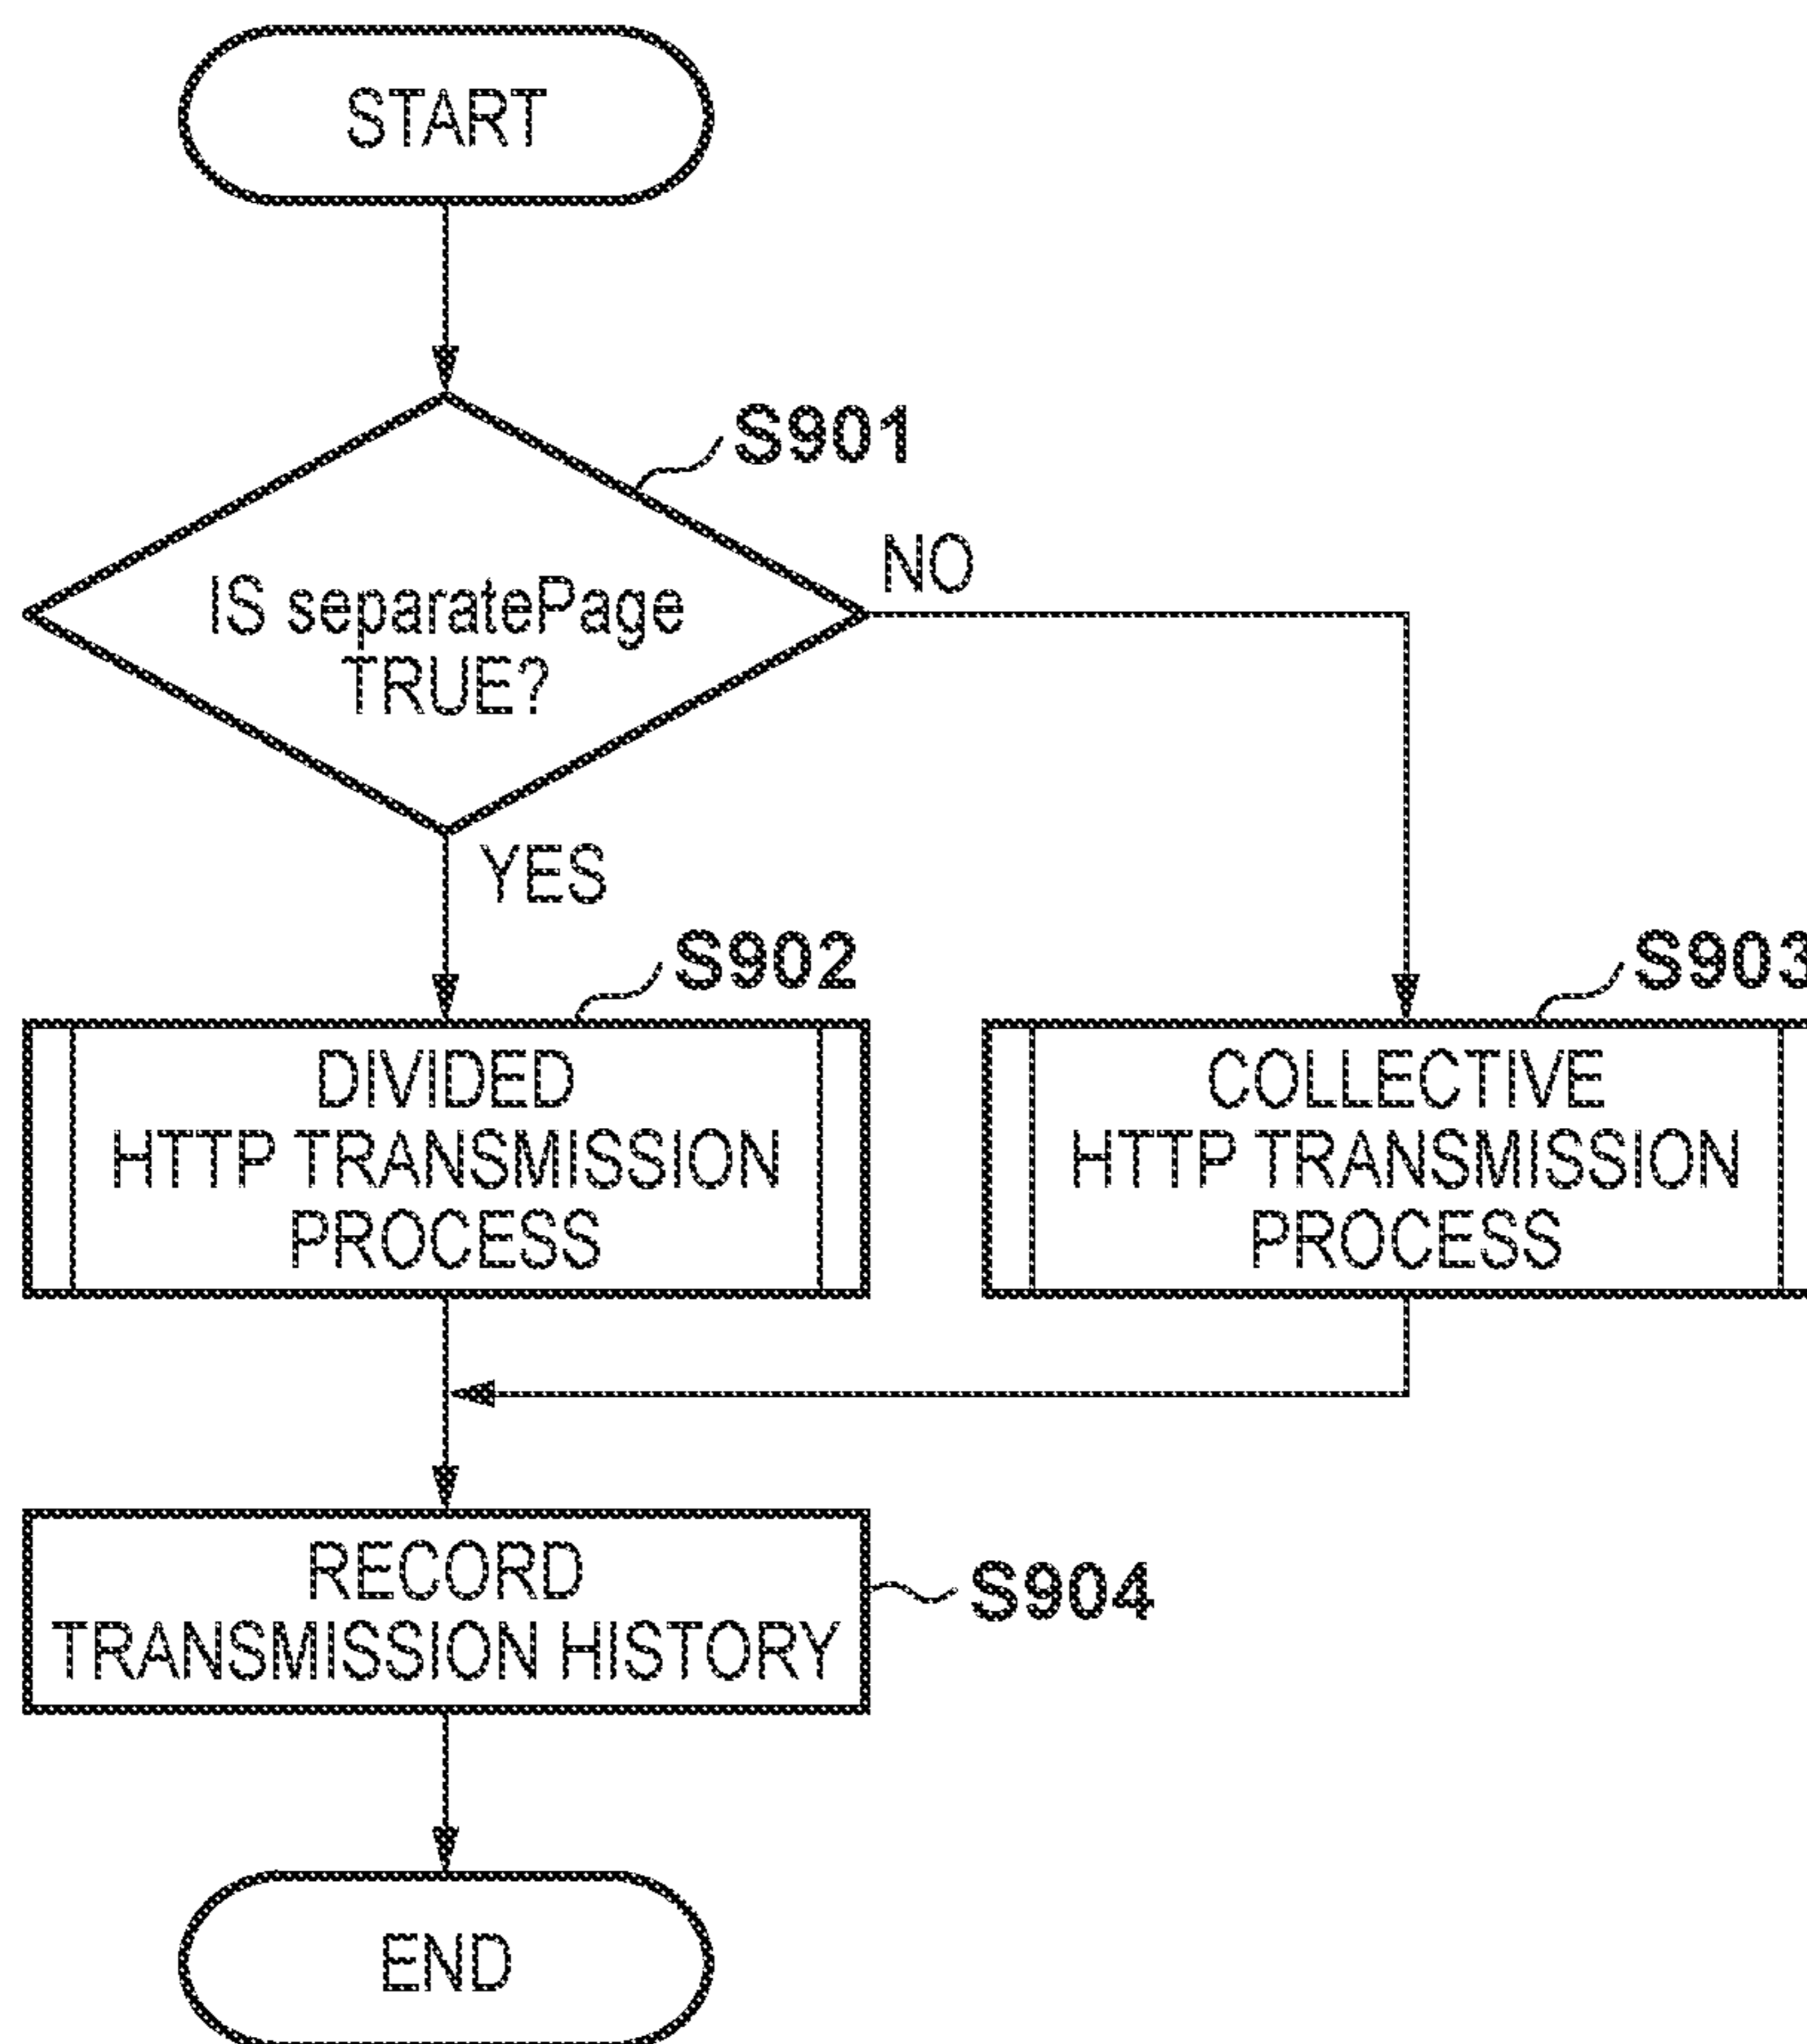 START
S901
NO
IS separatePage
TRUE?
YES
S902
S903
DIVIDED
HTTP TRANSMISSION
PROCESS
COLLECTIVE
HTTP TRANSMISSION
PROCESS
RECORD
TRANSMISSION HISTORY
S904
END